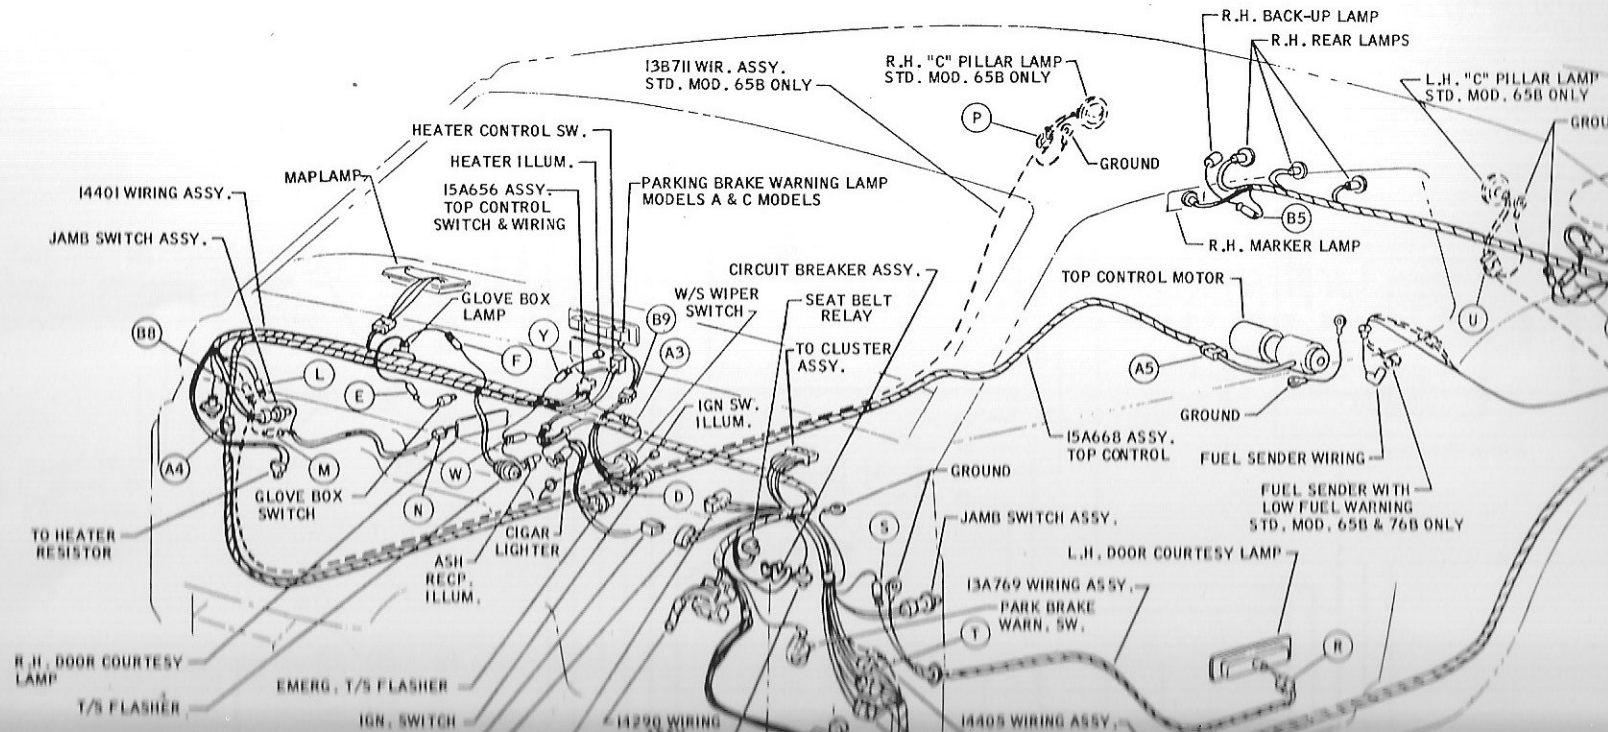 R.H. BACK-UP LAMP
R.H. REAR LAMPS
13B711 WIR. ASSY.
STD. MOD. 65B ONLY
R.H. "C" PILLAR LAMP
STD. MOD. 65B ONLY
L.H. "C" PILLAR LAMP
STD. MOD. 65B ONLY
P
GROU
HEATER CONTROL SW.
GROUND
HEATER ILLUM.
MAP LAMP
14401 WIRING ASSY.
15A656 ASSY.
TOP CONTROL
SWITCH & WIRING
PARKING BRAKE WARNING LAMP
MODELS A & C MODELS
B5
JAMB SWITCH ASSY.
R.H. MARKER LAMP
CIRCUIT BREAKER ASSY.
TOP CONTROL MOTOR
GLOVE BOX
LAMP
W/S WIPER
SWITCH
SEAT BELT
RELAY
B8
F
Y
B9
A3
TO CLUSTER
ASSY.
U
L
E
A5
IGN SW.
ILLUM.
GROUND
15A668 ASSY.
TOP CONTROL
FUEL SENDER WIRING
A4
M
W
N
D
GROUND
GLOVE BOX
SWITCH
FUEL SENDER WITH
LOW FUEL WARNING
STD. MOD. 65B & 76B ONLY
TO HEATER
RESISTOR
CIGAR
LIGHTER
S
JAMB SWITCH ASSY.
ASH
RECP.
ILLUM.
L.H. DOOR COURTESY LAMP
13A769 WIRING ASSY.
PARK BRAKE
WARN. SW.
T
R
R.H. DOOR COURTESY
LAMP
EMERG. T/S FLASHER
T/S FLASHER
IGN. SWITCH
14290 WIRING
14405 WIRING ASSY.